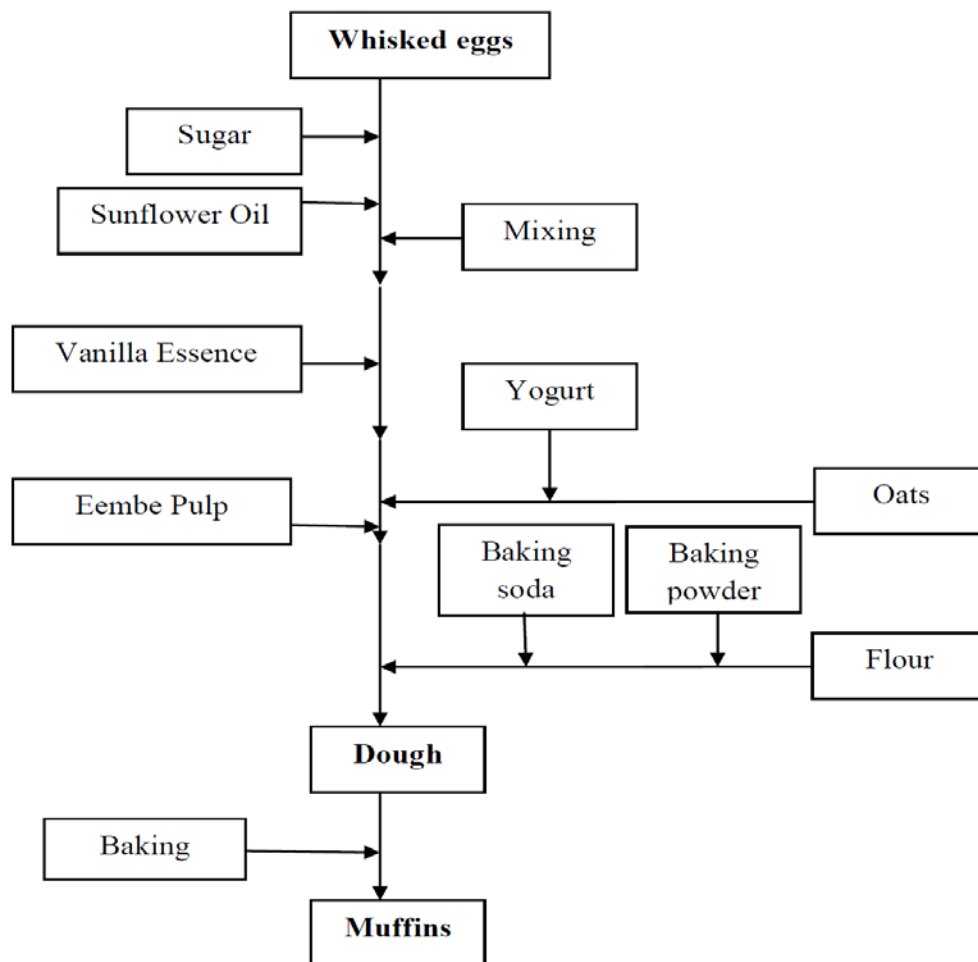 Whisked eggs
Sugar
Sunflower Oil
Mixing
Vanilla Essence
Yogurt
Eembe Pulp
Oats
Baking
soda
Baking
powder
Flour
Dough
Baking
Muffins